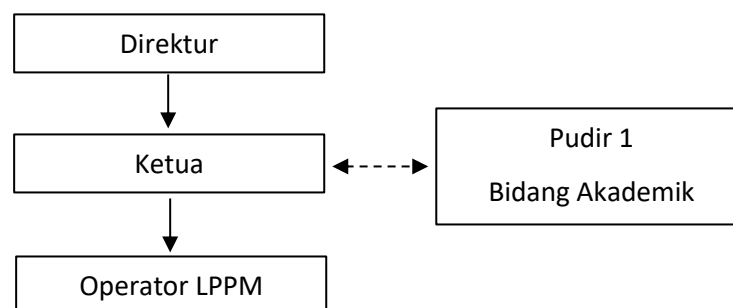 Direktur
Ketua
Pudir 1
Bidang Akademik
Operator LPPM